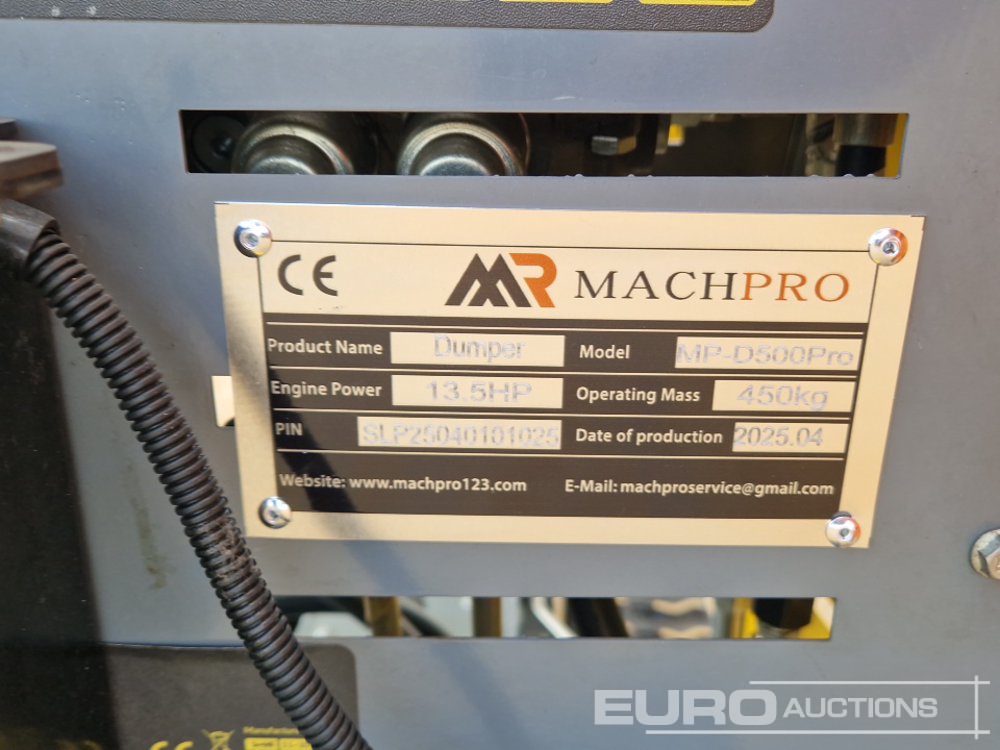 CE MR MACHPRO
Product Name Dumper Model MP-D500Pro
Engine Power 13.5HP Operating Mass 450kg
PIN SLP25040101025 Date of production 2025.04
Website: www.machpro123.com E-Mail: machproservice@gmail.com
EURO AUCTIONS
CE